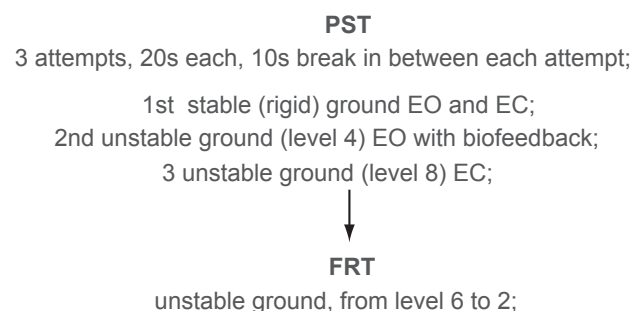 PST
3 attempts, 20s each, 10s break in between each attempt;
1st stable (rigid) ground EO and EC;
2nd unstable ground (level 4) EO with biofeedback;
3 unstable ground (level 8) EC;
FRT
unstable ground, from level 6 to 2;